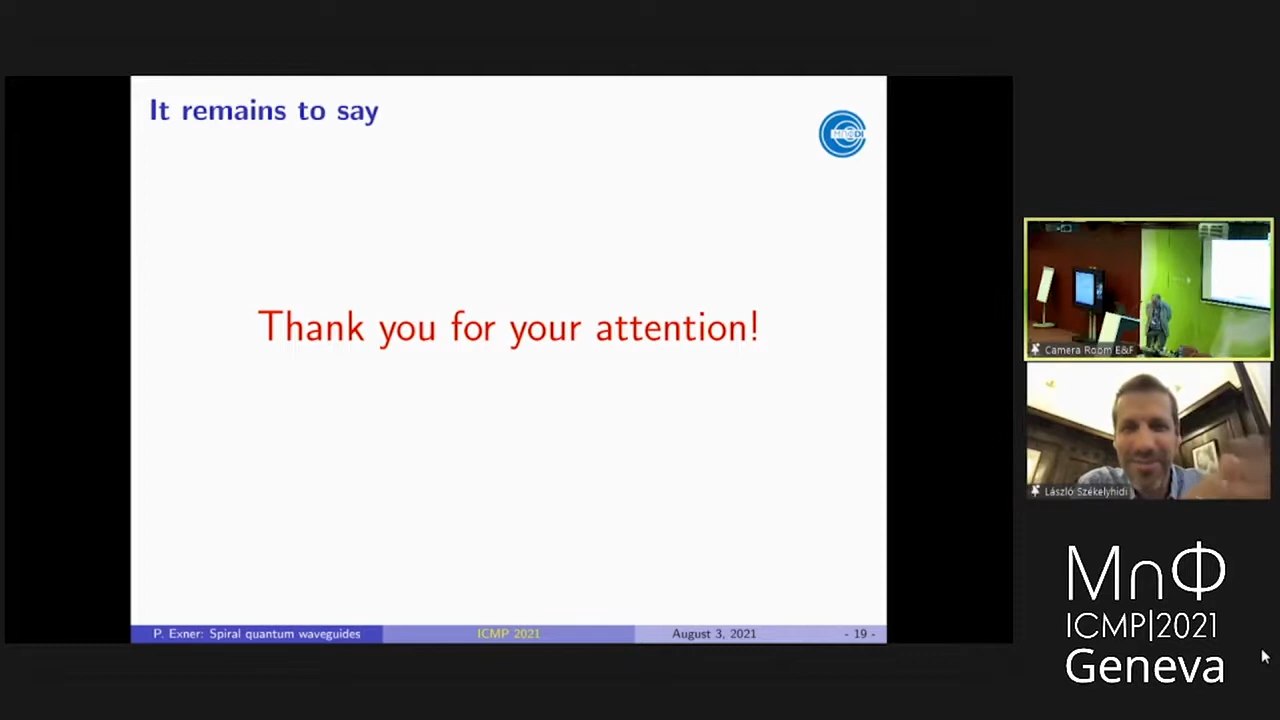 It remains to say
Thank you for your attention!
P. Exner: Spiral quantum waveguides
ICMP 2021
August 3, 2021
- 19 -
Camera Room E&F
László Székelyhidi
M∩Φ
ICMP|2021
Geneva